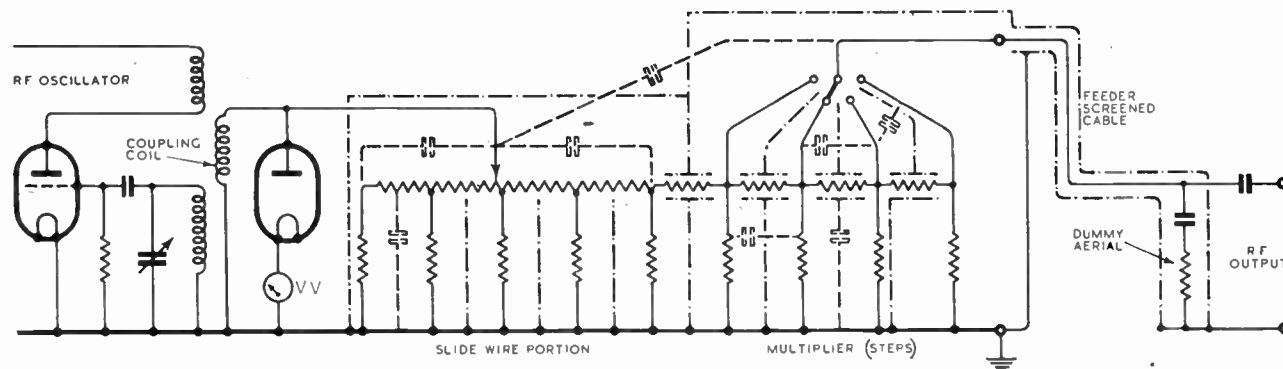 RF OSCILLATOR
COUPLING
COIL
VV
SLIDE WIRE PORTION
MULTIPLIER (STEPS)
FEEDER
SCREENED
CABLE
DUMMY
AERIAL
RF
OUTPUT